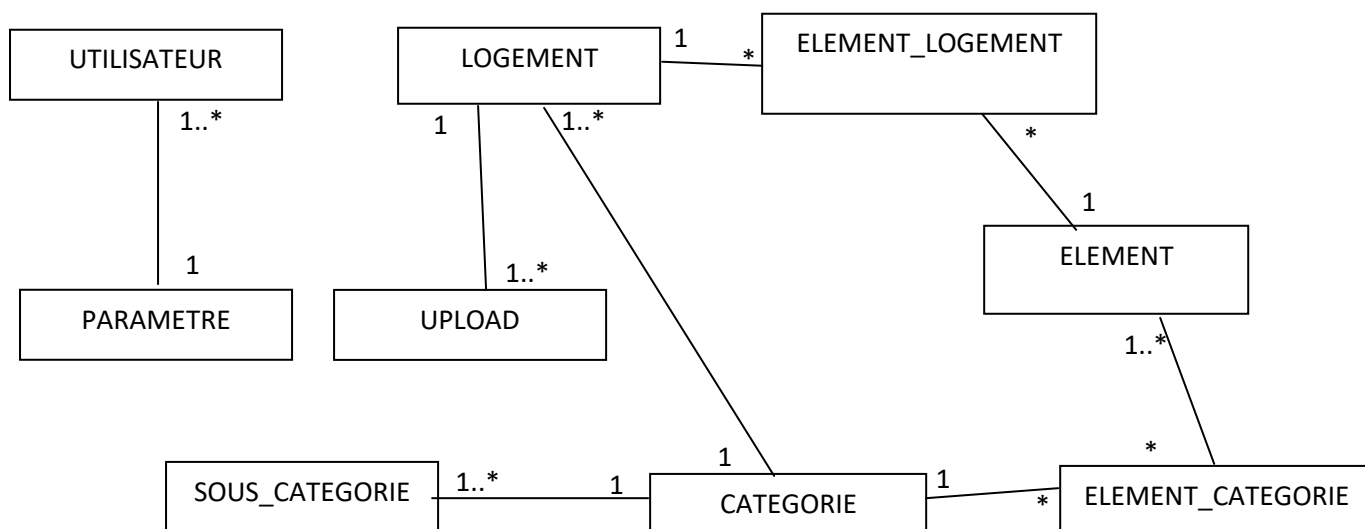 UTILISATEUR
LOGEMENT
1
*
ELEMENT_LOGEMENT
1..*
1
1..*
*
1
ELEMENT
1
1..*
PARAMETRE
UPLOAD
1..*
1
*
SOUS_CATEGORIE
1..*
1
CATEGORIE
1
*
ELEMENT_CATEGORIE